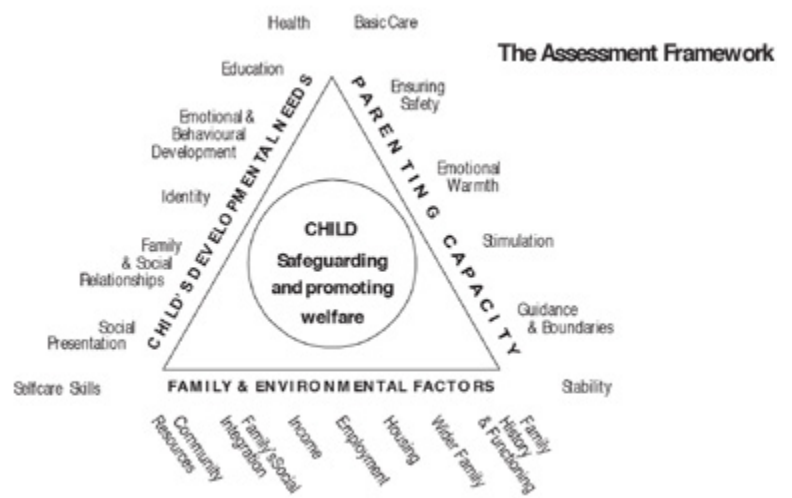 The Assessment Framework
Health
Education
Emotional &
Behavioural
Development
Identity
Family
& Social
Relationships
Social
Presentation
Selfcare Skills
CHILD'S DEVELOPMENTAL NEEDS
Basic Care
Ensuring
Safety
Emotional
Warmth
Stimulation
Guidance
& Boundaries
Stability
PARENTING CAPACITY
CHILD
Safeguarding
and promoting
welfare
FAMILY & ENVIRONMENTAL FACTORS
Community
Resources
Family's Social
Integration
Income
Employment
Housing
Wider Family
Family
History
& Functioning